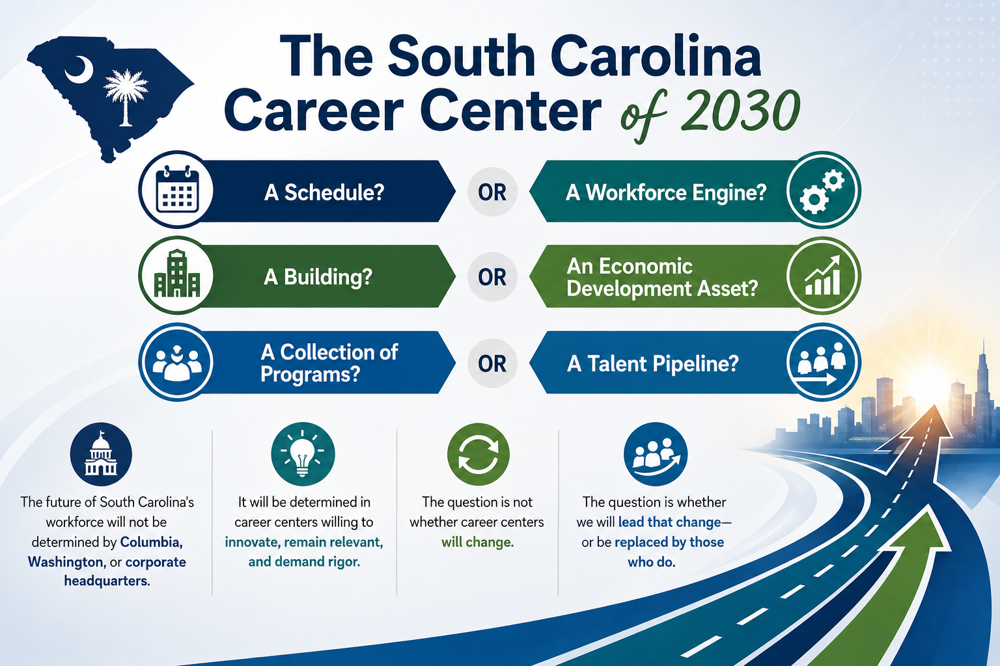 The South Carolina
Career Center of 2030
A Schedule?
OR
A Workforce Engine?
A Building?
OR
An Economic
Development Asset?
A Collection of
Programs?
OR
A Talent Pipeline?
The future of South Carolina's
workforce will not be
determined by Columbia,
Washington, or corporate
headquarters.
It will be determined in
career centers willing to
innovate, remain relevant,
and demand rigor.
The question is not
whether career centers
will change.
The question is whether
we will lead that change—
or be replaced by those
who do.